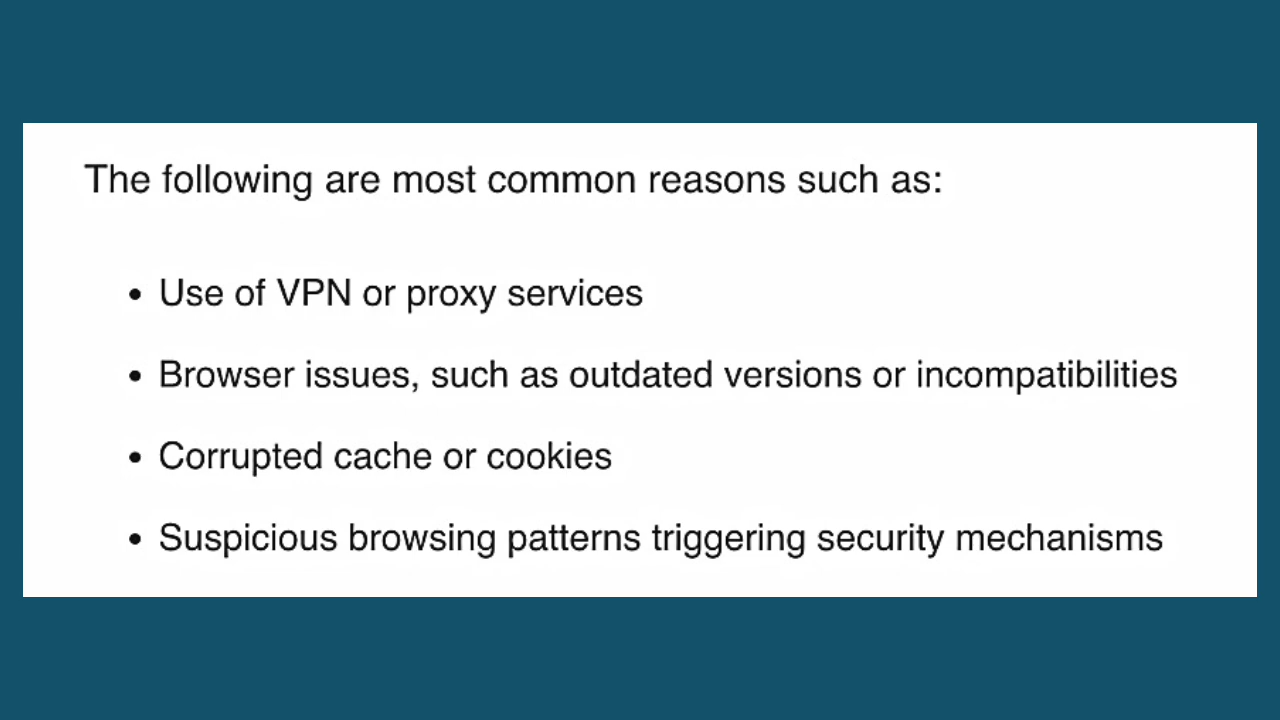 The following are most common reasons such as:
• Use of VPN or proxy services
• Browser issues, such as outdated versions or incompatibilities
• Corrupted cache or cookies
• Suspicious browsing patterns triggering security mechanisms